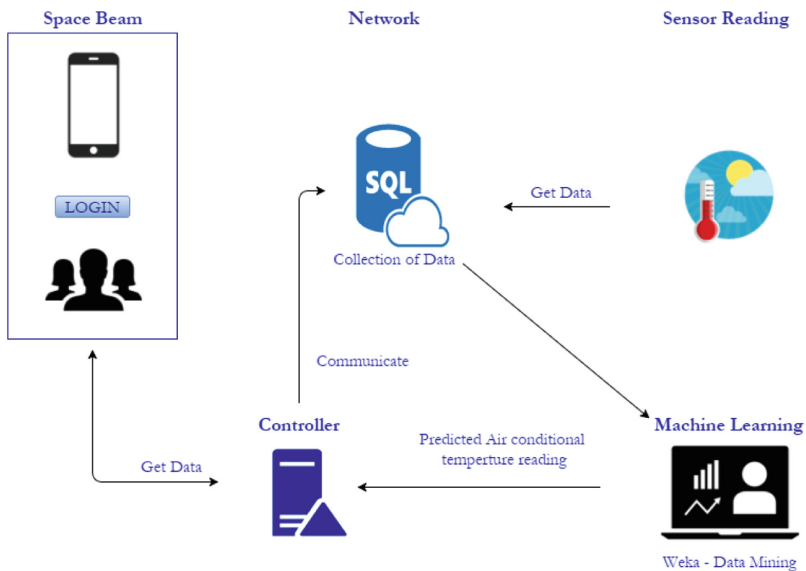 Space Beam
Network
Sensor Reading
LOGIN
SQL
Get Data
Collection of Data
Communicate
Controller
Machine Learning
Predicted Air conditional
temperture reading
Get Data
Weka - Data Mining